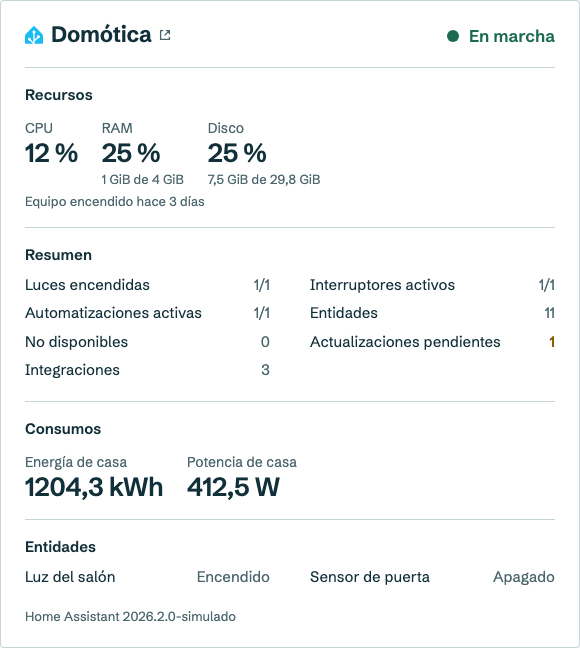 Domótica
En marcha
Recursos
CPU RAM Disco
12 % 25 % 25 %
1 GiB de 4 GiB 7,5 GiB de 29,8 GiB
Equipo encendido hace 3 días
Resumen
Luces encendidas 1/1 Interruptores activos 1/1
Automatizaciones activas 1/1 Entidades 11
No disponibles 0 Actualizaciones pendientes 1
Integraciones 3
Consumos
Energía de casa Potencia de casa
1204,3 kWh 412,5 W
Entidades
Luz del salón Encendido Sensor de puerta Apagado
Home Assistant 2026.2.0-simulado